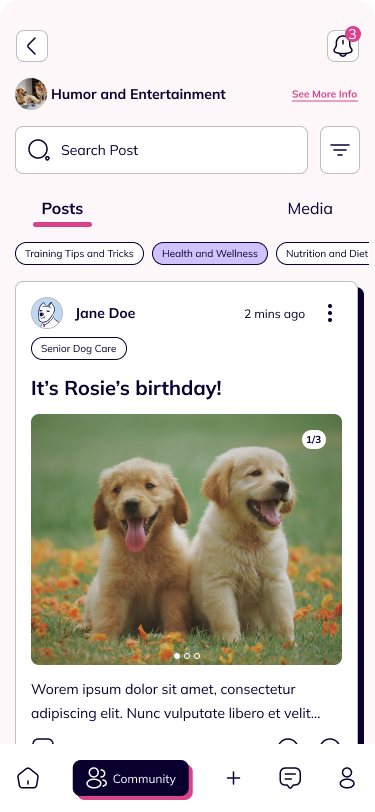 3
Humor and Entertainment
See More Info
Search Post
Posts
Media
Training Tips and Tricks
Health and Wellness
Nutrition and Diet
Jane Doe
2 mins ago
Senior Dog Care
It’s Rosie’s birthday!
1/3
Worem ipsum dolor sit amet, consectetur
adipiscing elit. Nunc vulputate libero et velit...
Community